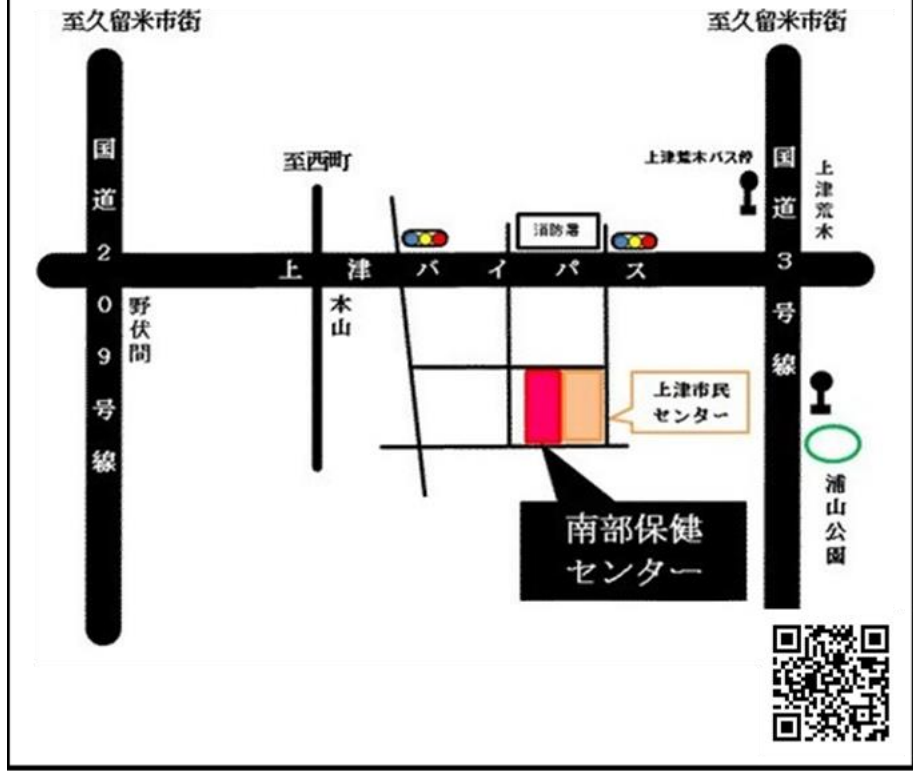 至久留米市街
至久留米市街
国道209号線
至西町
上津荒木バス停
国道3号線
上津荒木
消防署
上津バイパス
野伏間
本山
上津市民
センター
浦山公園
南部保健
センター